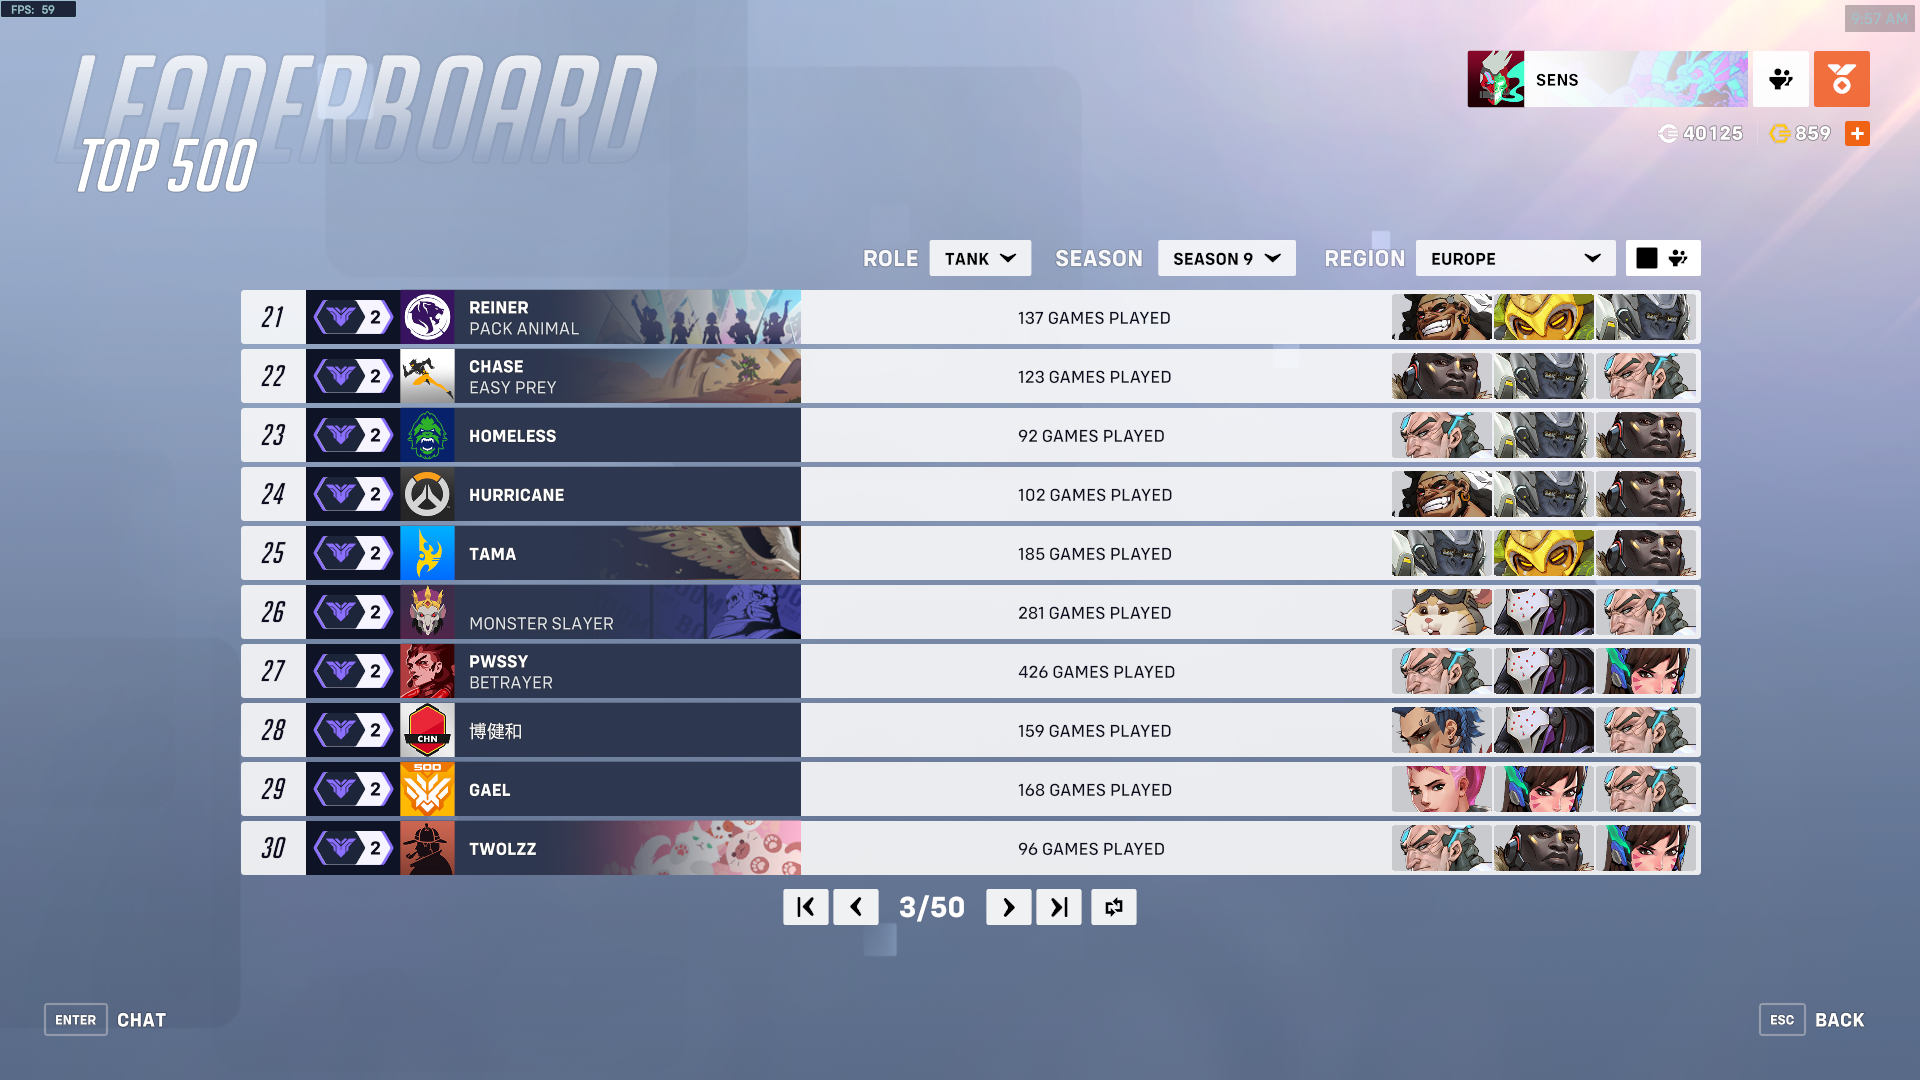 FPS: 59
9:57 AM
LEADERBOARD
TOP 500
SENS
40125
859
ROLE
TANK
SEASON
SEASON 9
REGION
EUROPE
21
2
REINER
PACK ANIMAL
137 GAMES PLAYED
22
2
CHASE
EASY PREY
123 GAMES PLAYED
23
2
HOMELESS
92 GAMES PLAYED
24
2
HURRICANE
102 GAMES PLAYED
25
2
TAMA
185 GAMES PLAYED
26
2
MONSTER SLAYER
281 GAMES PLAYED
27
2
PWSSY
BETRAYER
426 GAMES PLAYED
28
2
CHN
博健和
159 GAMES PLAYED
29
2
500
GAEL
168 GAMES PLAYED
30
2
TWOLZZ
96 GAMES PLAYED
3/50
ENTER
CHAT
ESC
BACK